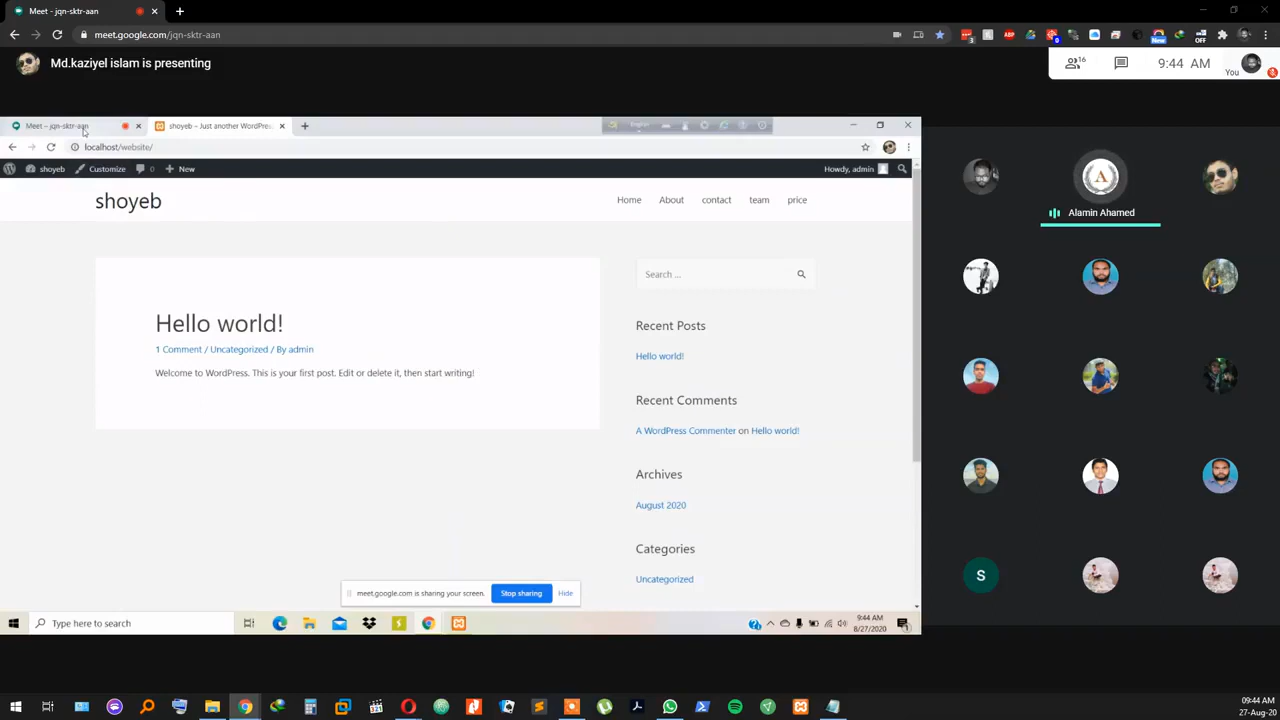 Meet - jqn-sktr-aan
meet.google.com/jqn-sktr-aan
Md.kaziyel islam is presenting
16
9:44 AM
You
Meet – jqn-sktr-aan
shoyeb – Just another WordPres
English
localhost/website/
shoyeb
Customize
0
New
Howdy, admin
shoyeb
Home About contact team price
Alamin Ahamed
Search ...
Hello world!
1 Comment / Uncategorized / By admin
Welcome to WordPress. This is your first post. Edit or delete it, then start writing!
Recent Posts
Hello world!
Recent Comments
A WordPress Commenter on Hello world!
Archives
August 2020
Categories
Uncategorized
S
meet.google.com is sharing your screen.
Stop sharing
Hide
Type here to search
9:44 AM
8/27/2020
09:44 AM
27-Aug-20